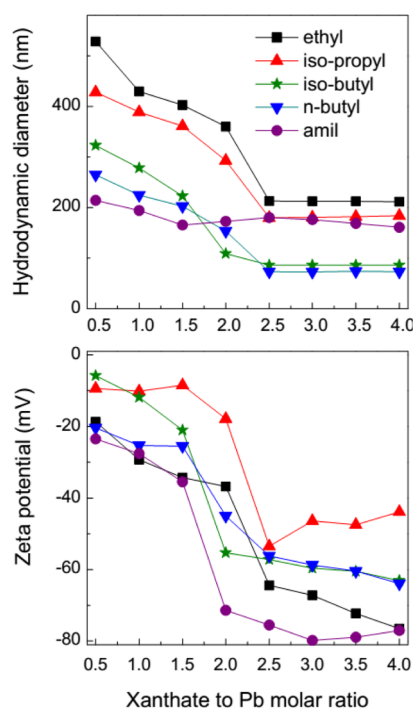 ethyl
iso-propyl
iso-butyl
n-butyl
amil
Hydrodynamic diameter (nm)
400
200
0
0.5 1.0 1.5 2.0 2.5 3.0 3.5 4.0
Zeta potential (mV)
0
-20
-40
-60
-80
0.5 1.0 1.5 2.0 2.5 3.0 3.5 4.0
Xanthate to Pb molar ratio